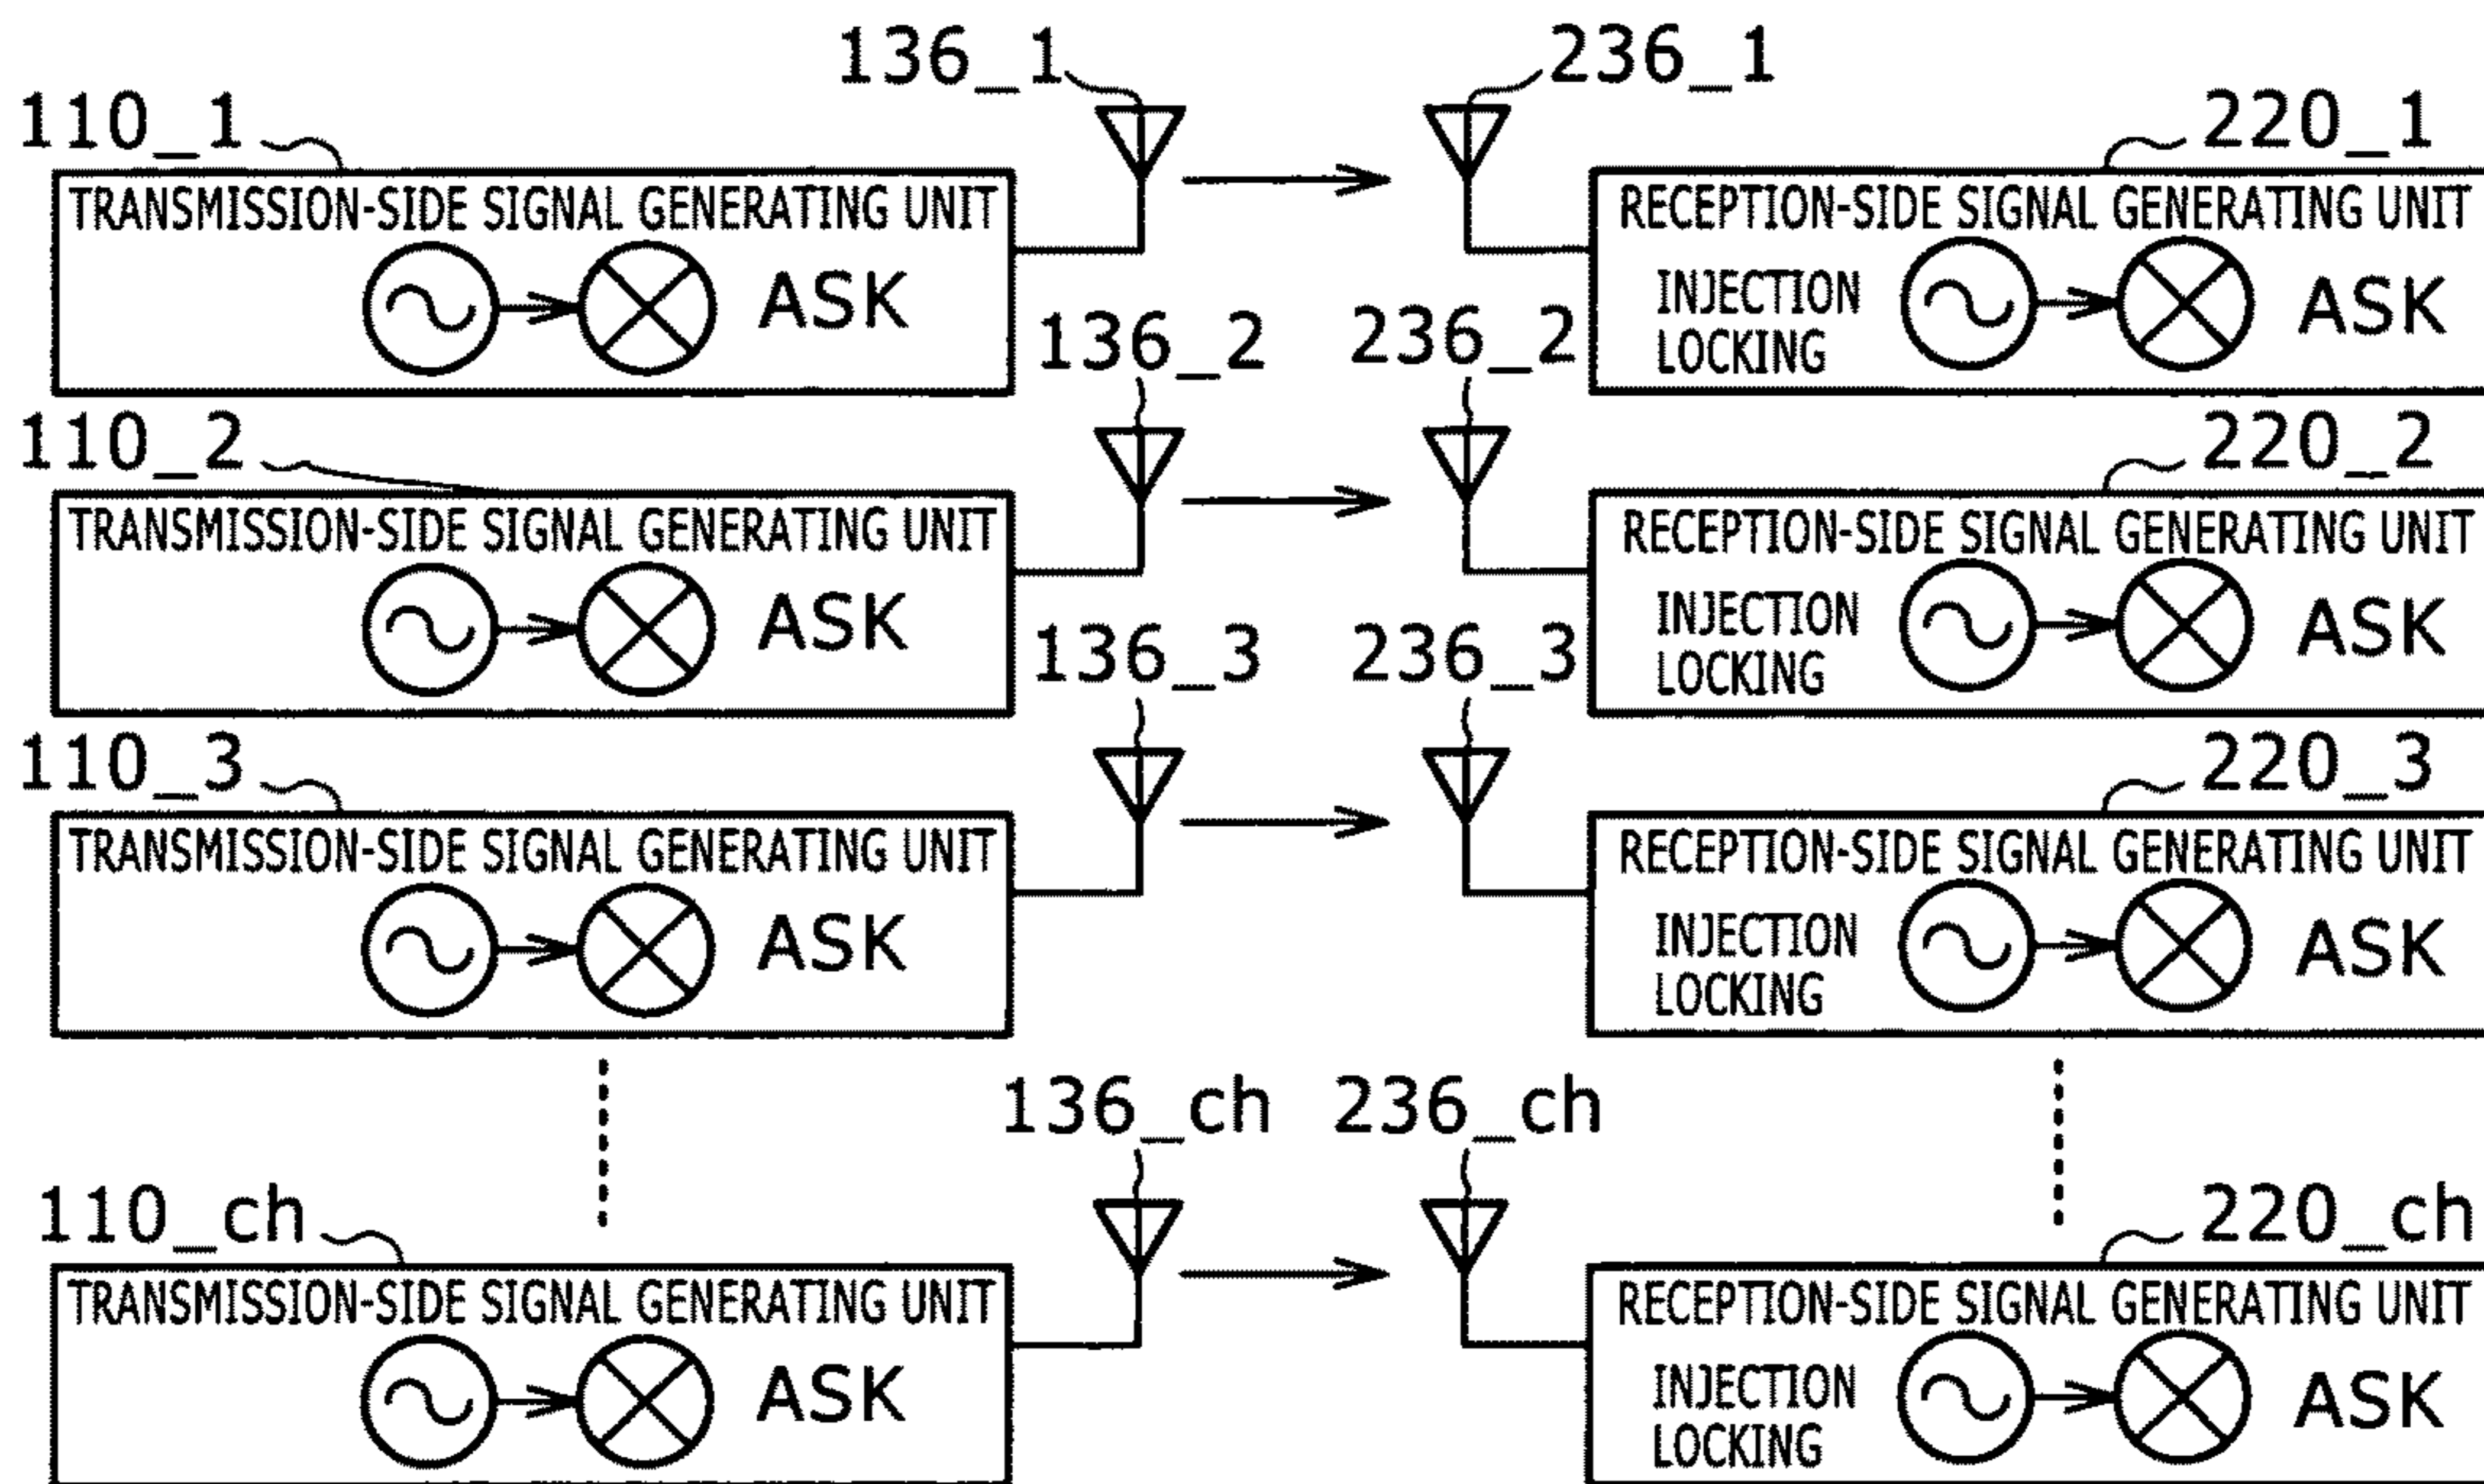 136_1 236_1
110_1 220_1
TRANSMISSION-SIDE SIGNAL GENERATING UNIT RECEPTION-SIDE SIGNAL GENERATING UNIT
ASK INJECTION LOCKING ASK
136_2 236_2
110_2 220_2
TRANSMISSION-SIDE SIGNAL GENERATING UNIT RECEPTION-SIDE SIGNAL GENERATING UNIT
ASK INJECTION LOCKING ASK
136_3 236_3
110_3 220_3
TRANSMISSION-SIDE SIGNAL GENERATING UNIT RECEPTION-SIDE SIGNAL GENERATING UNIT
ASK INJECTION LOCKING ASK
136_ch 236_ch
110_ch 220_ch
TRANSMISSION-SIDE SIGNAL GENERATING UNIT RECEPTION-SIDE SIGNAL GENERATING UNIT
ASK INJECTION LOCKING ASK